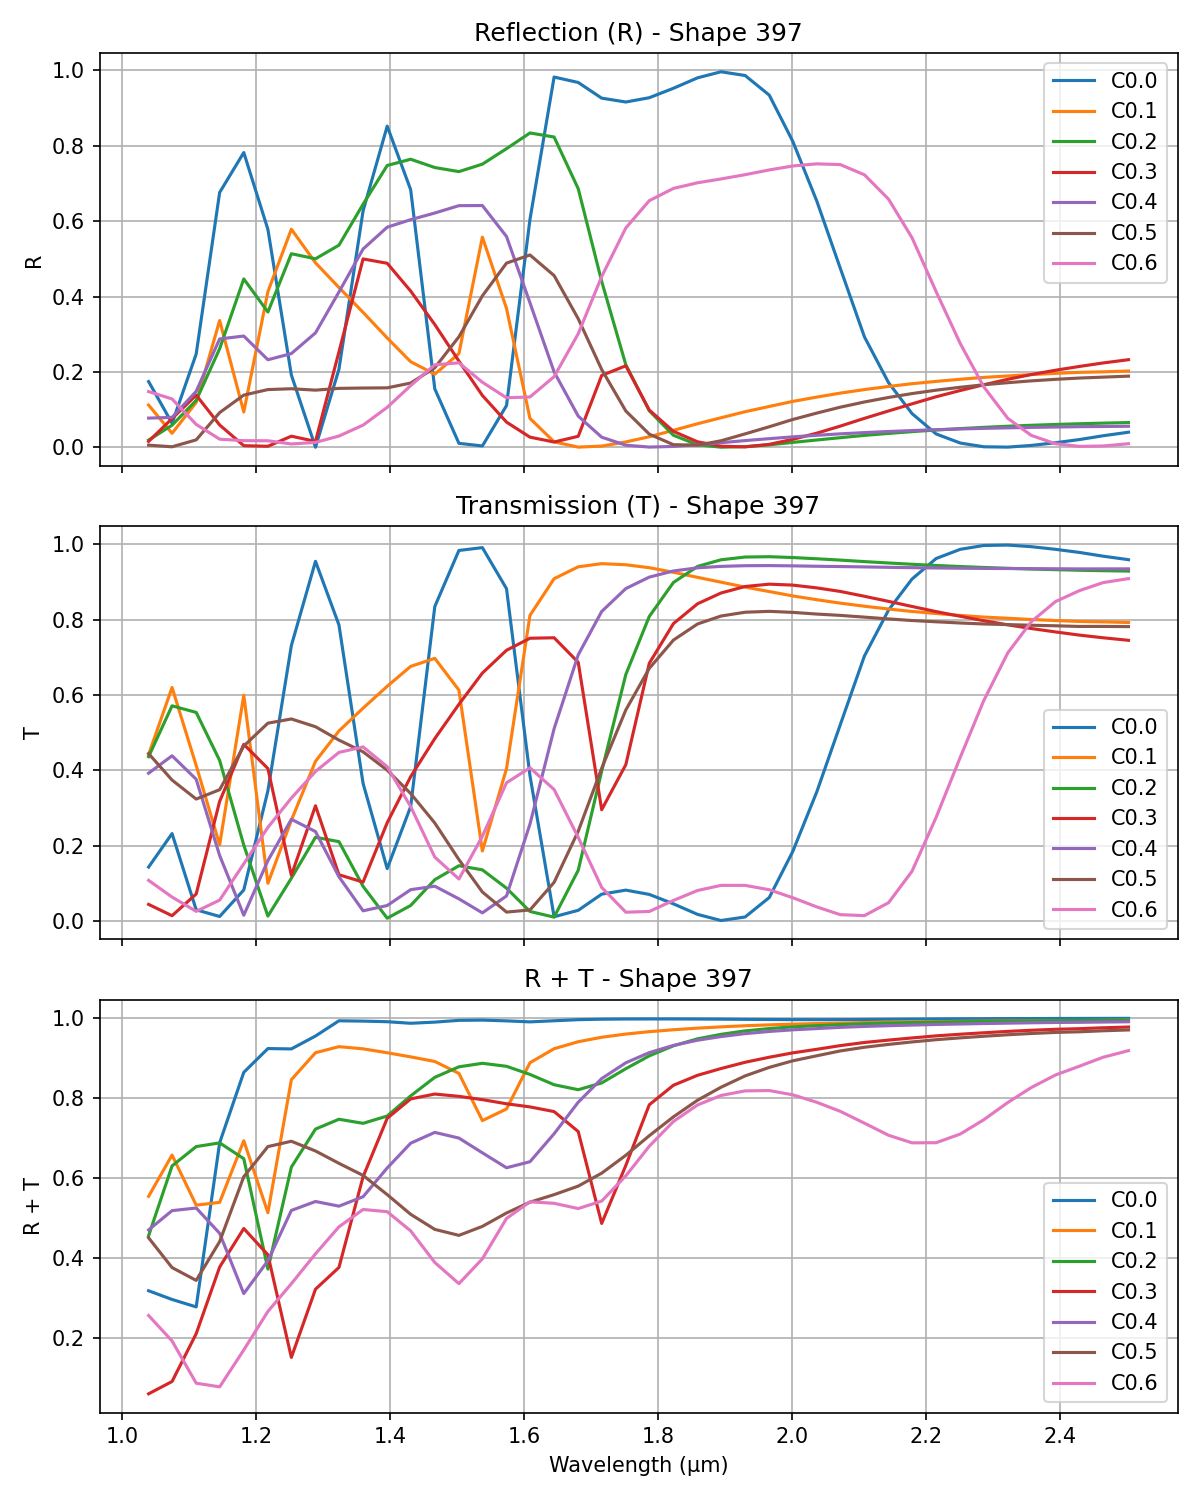 Reflection (R) - Shape 397
1.0
0.8
0.6
0.4
0.2
0.0
R
C0.0
C0.1
C0.2
C0.3
C0.4
C0.5
C0.6
Transmission (T) - Shape 397
1.0
0.8
0.6
0.4
0.2
0.0
T
C0.0
C0.1
C0.2
C0.3
C0.4
C0.5
C0.6
R + T - Shape 397
1.0
0.8
0.6
0.4
0.2
R + T
C0.0
C0.1
C0.2
C0.3
C0.4
C0.5
C0.6
1.0 1.2 1.4 1.6 1.8 2.0 2.2 2.4
Wavelength (μm)